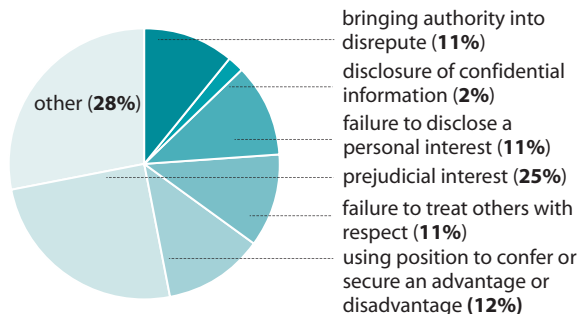 bringing authority into
disrepute (11%)
disclosure of confidential
information (2%)
other (28%)
failure to disclose a
personal interest (11%)
prejudicial interest (25%)
failure to treat others with
respect (11%)
using position to confer or
secure an advantage or
disadvantage (12%)